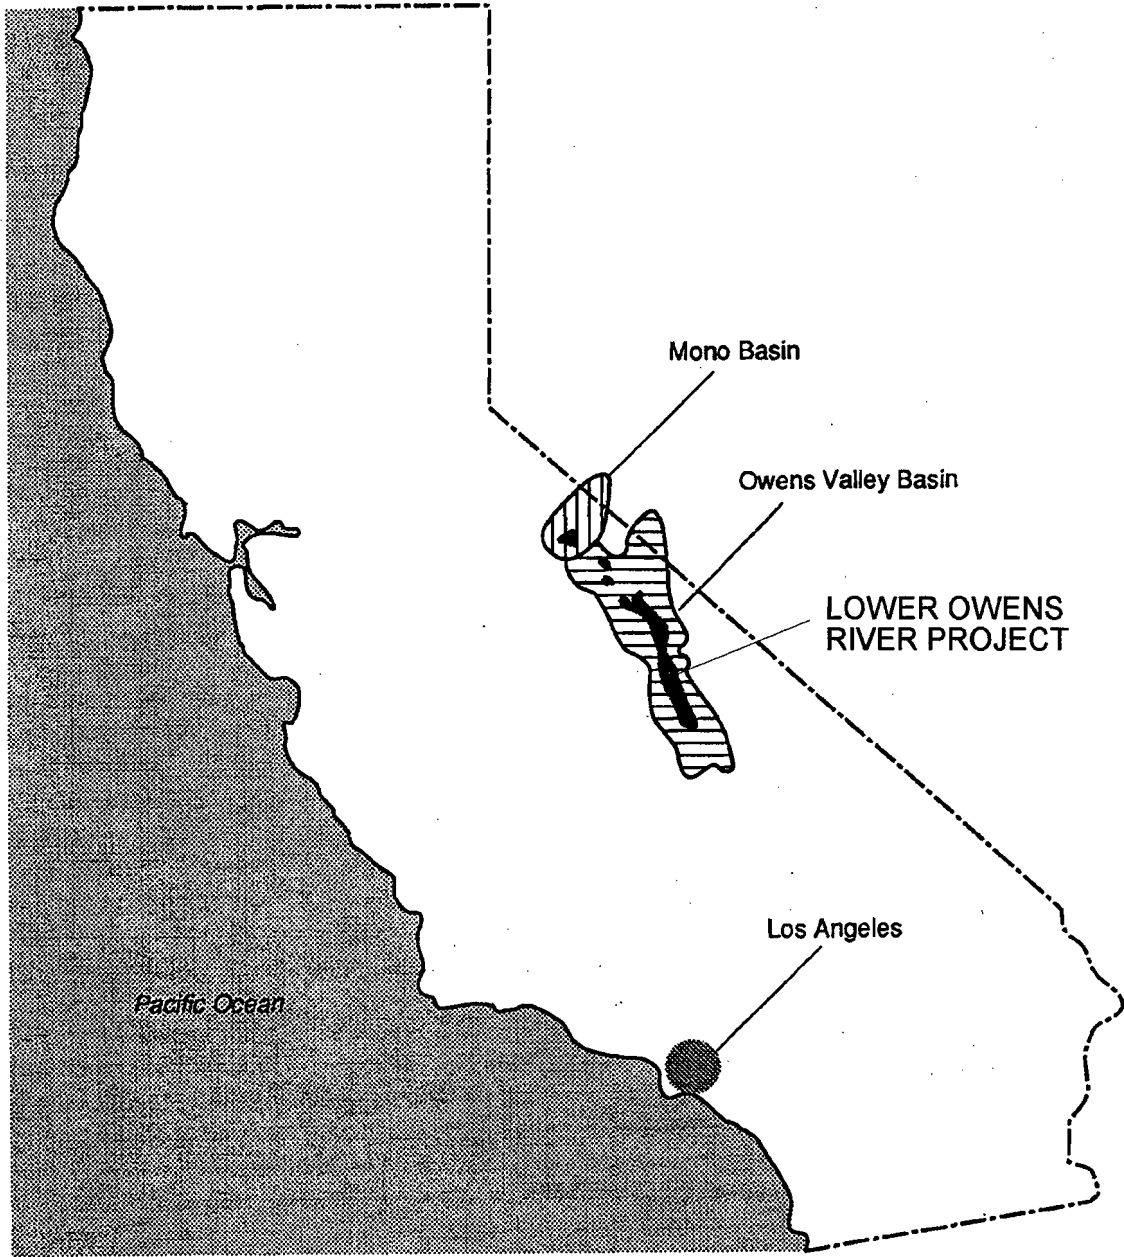 Mono Basin
Owens Valley Basin
LOWER OWENS
RIVER PROJECT
Los Angeles
Pacific Ocean